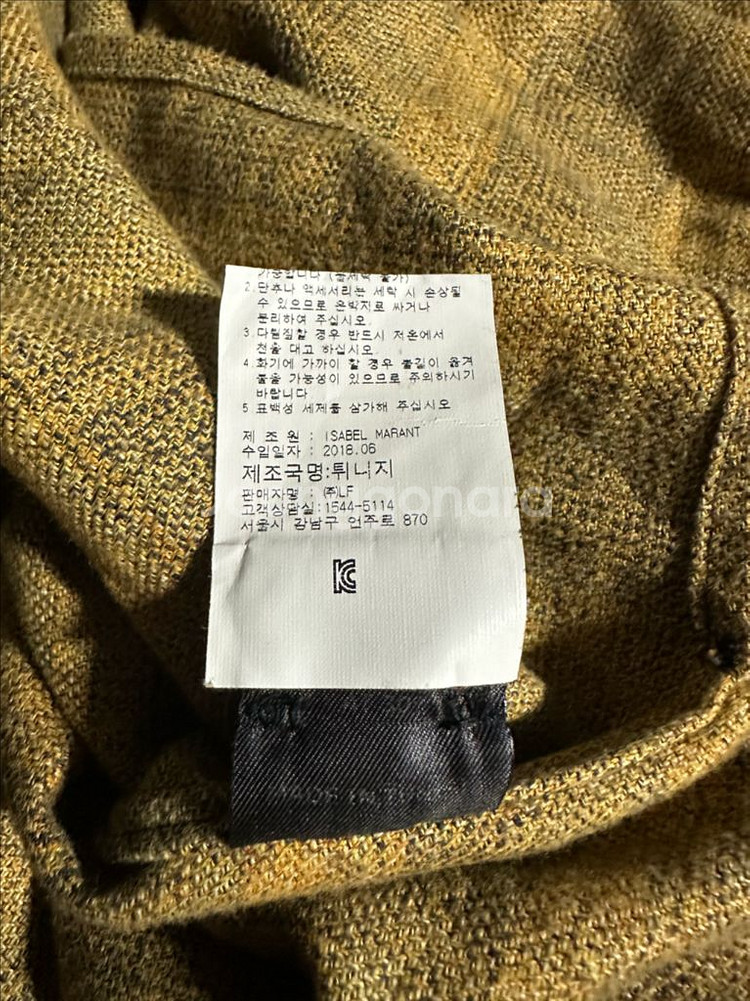 2.단추나 액세서리는 세탁 시 손상될
수 있으므로 은박지로 싸거나
분리하여 주십시오.
3.다림질할 경우 반드시 저온에서
천을 대고 하십시오
4 화기에 가까이 할 경우 불길이 옮겨
붙을 가능성이 있으므로 주의하시기
바랍니다
5 표백성 세제를 삼가해 주십시오
제 조 원 : ISABEL MARANT
수입일자 : 2018.06
제조국명:튀니지
판매자명 : ㈜LF
고객상담실:1544-5114
서울시 강남구 언주로 870
MADE IN